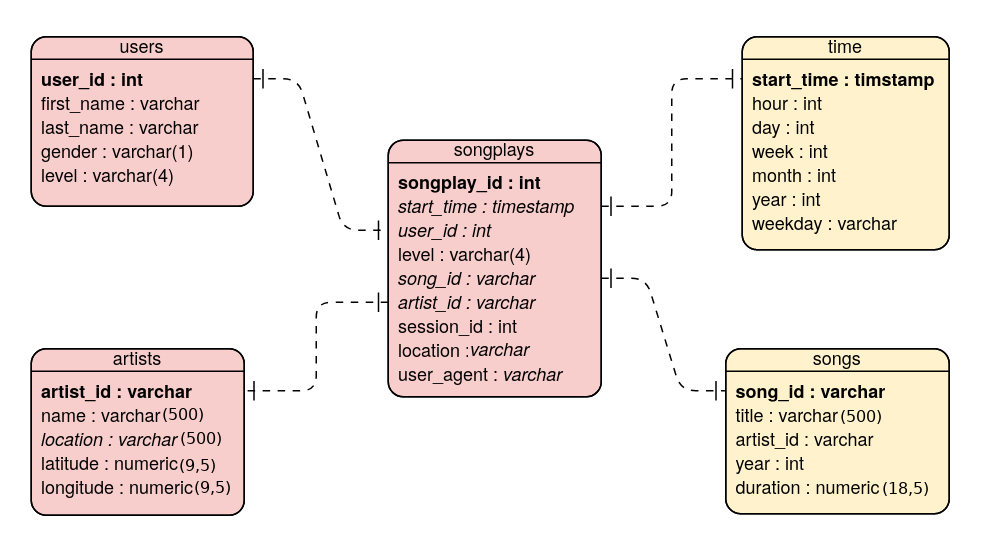 users
user_id : int
first_name : varchar
last_name : varchar
gender : varchar(1)
level : varchar(4)
time
start_time : timstamp
hour : int
day : int
week : int
month : int
year : int
weekday : varchar
songplays
songplay_id : int
start_time : timestamp
user_id : int
level : varchar(4)
song_id : varchar
artist_id : varchar
session_id : int
location :varchar
user_agent : varchar
artists
artist_id : varchar
name : varchar(500)
location : varchar(500)
latitude : numeric(9,5)
longitude : numeric(9,5)
songs
song_id : varchar
title : varchar(500)
artist_id : varchar
year : int
duration : numeric(18,5)